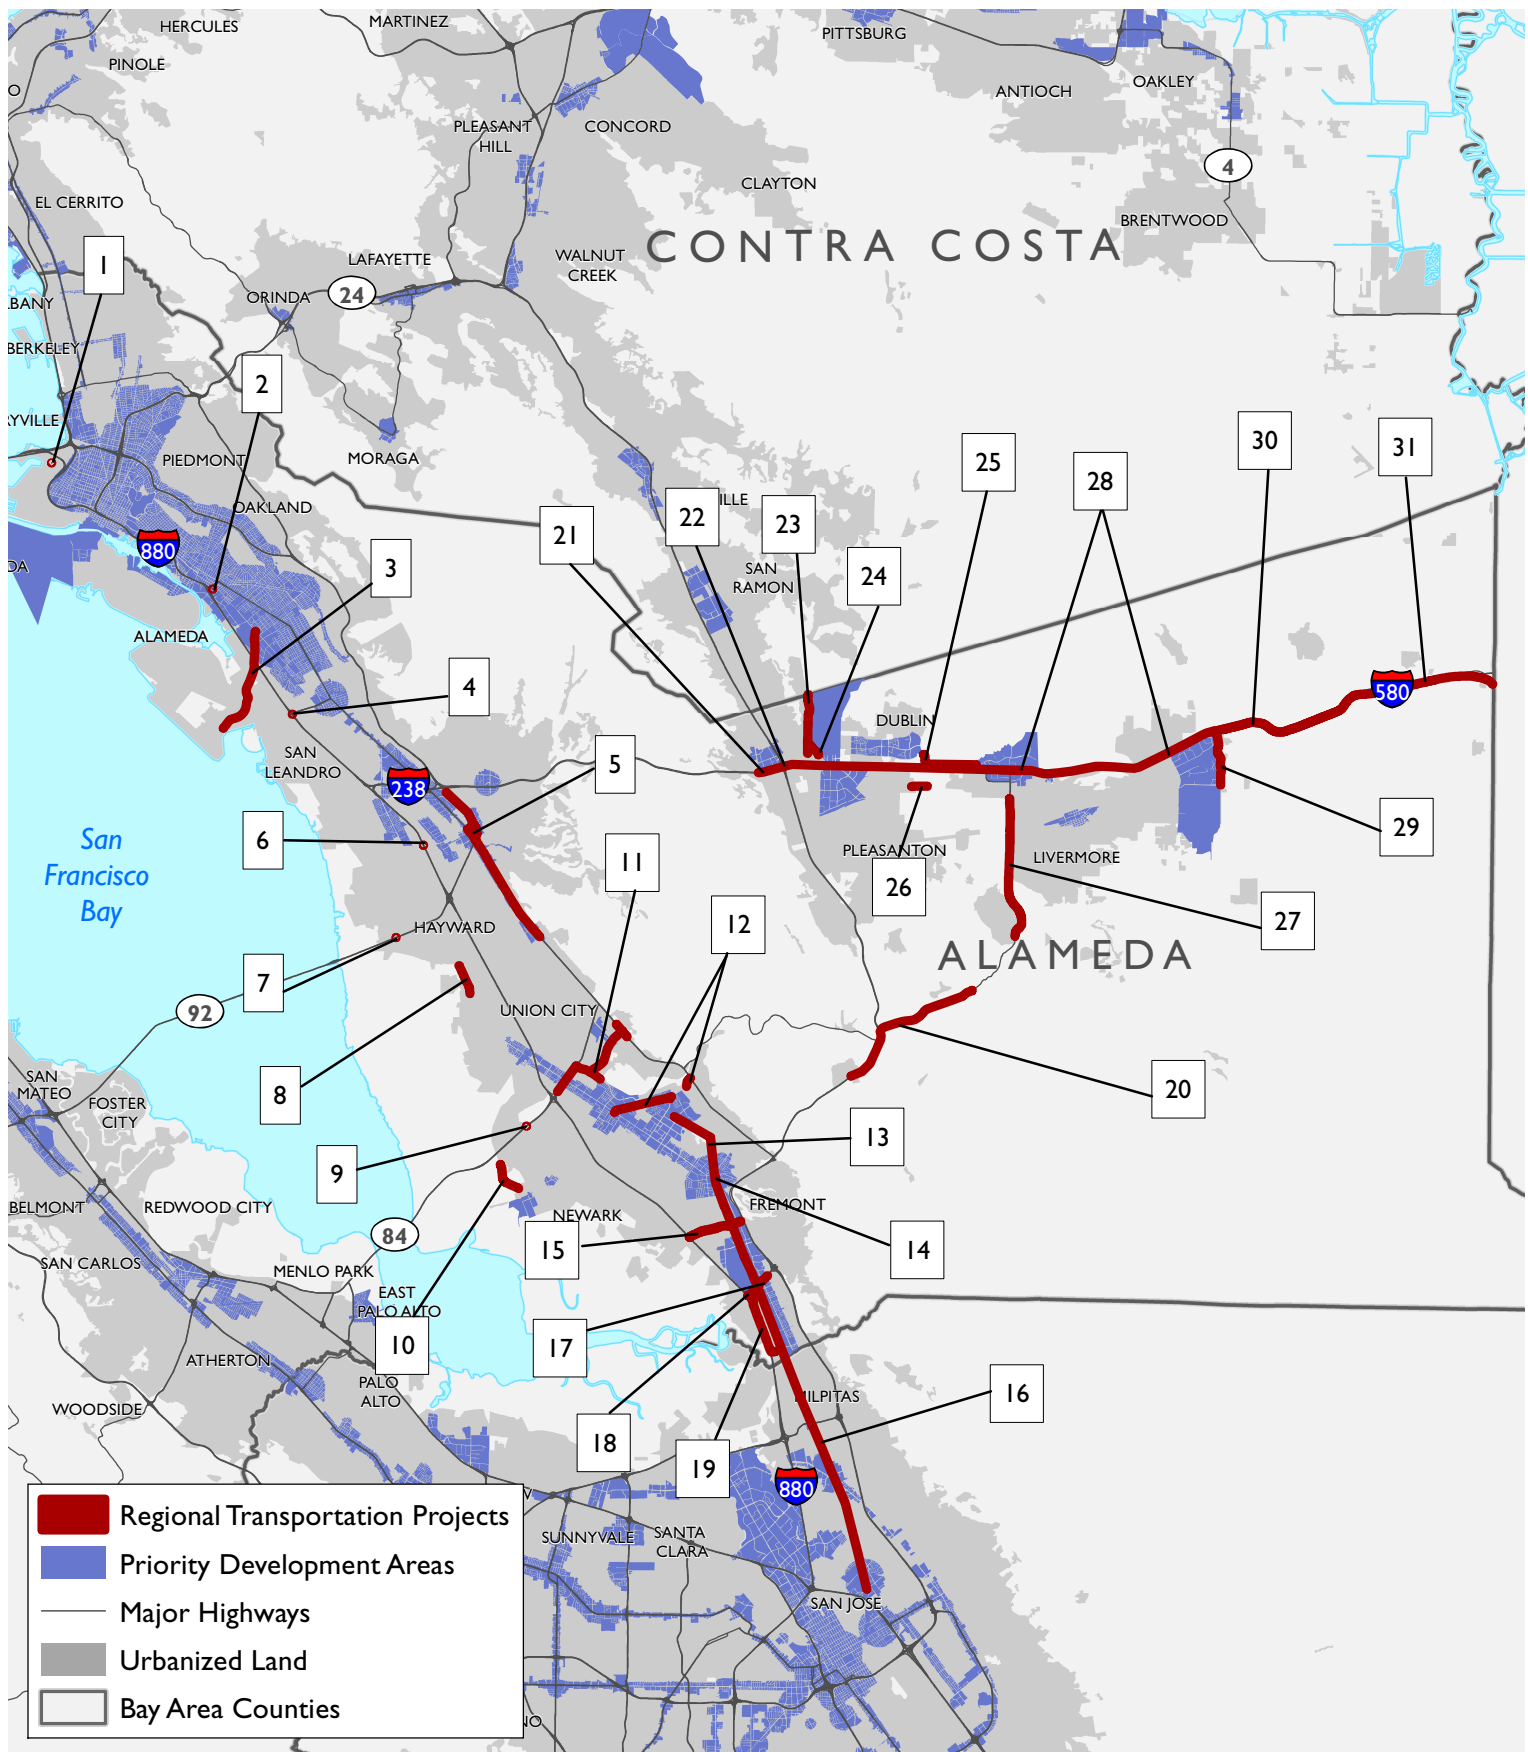 HERCULES
MARTINEZ
PITTSBURG
PINOLE
O
ANTIOCH
OAKLEY
PLEASANT
HILL
CONCORD
4
CLAYTON
EL CERRITO
BRENTWOOD
CONTRA COSTA
1
LAFAYETTE
WALNUT
CREEK
ORINDA
24
LBANY
BERKELEY
2
RYVILLE
PIEDMONT
MORAGA
25
28
30
31
OAKLAND
21
22
ILLE
23
880
DA
3
SAN
RAMON
24
ALAMEDA
4
580
DUBLIN
SAN
LEANDRO
5
238
6
San
Francisco
Bay
11
PLEASANTON
26
LIVERMORE
29
12
27
HAYWARD
ALAMEDA
7
92
UNION CITY
SAN
MATEO
FOSTER
CITY
8
20
13
9
BELMONT
REDWOOD CITY
FREMONT
NEWARK
84
15
14
SAN CARLOS
MENLO PARK
EAST
PALO ALTO
10
17
ATHERTON
PALO
ALTO
16
MILPITAS
WOODSIDE
18
19
880
V
SUNNYVALE
SANTA
CLARA
SAN JOSE
NO
Regional Transportation Projects
Priority Development Areas
Major Highways
Urbanized Land
Bay Area Counties